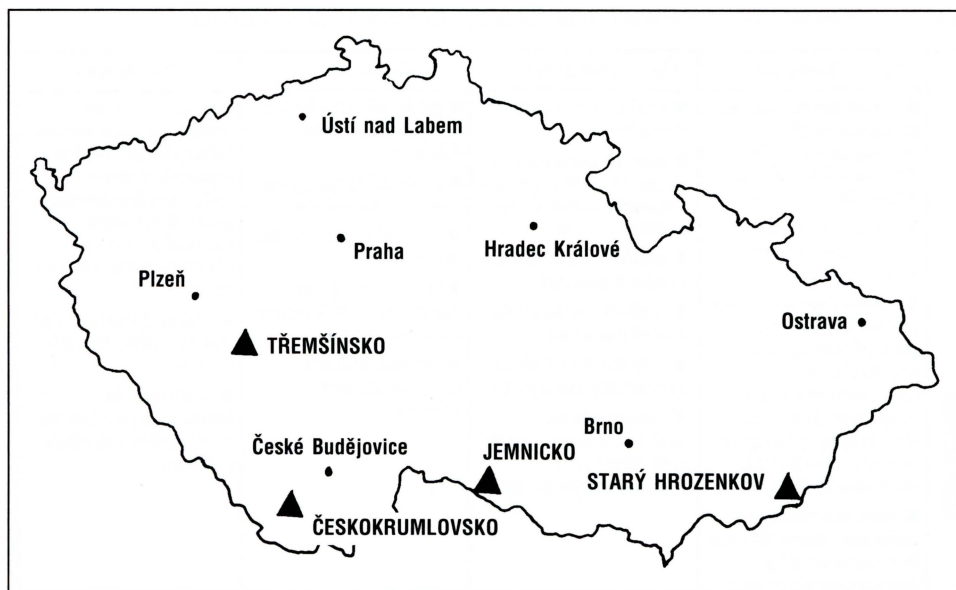 Ústí nad Labem
Praha
Hradec Králové
Plzeň
Ostrava
TŘEMŠÍNSKO
Brno
České Budějovice
JEMNICKO
STARÝ HROZENKOV
ČESKOKRUMLOVSKO